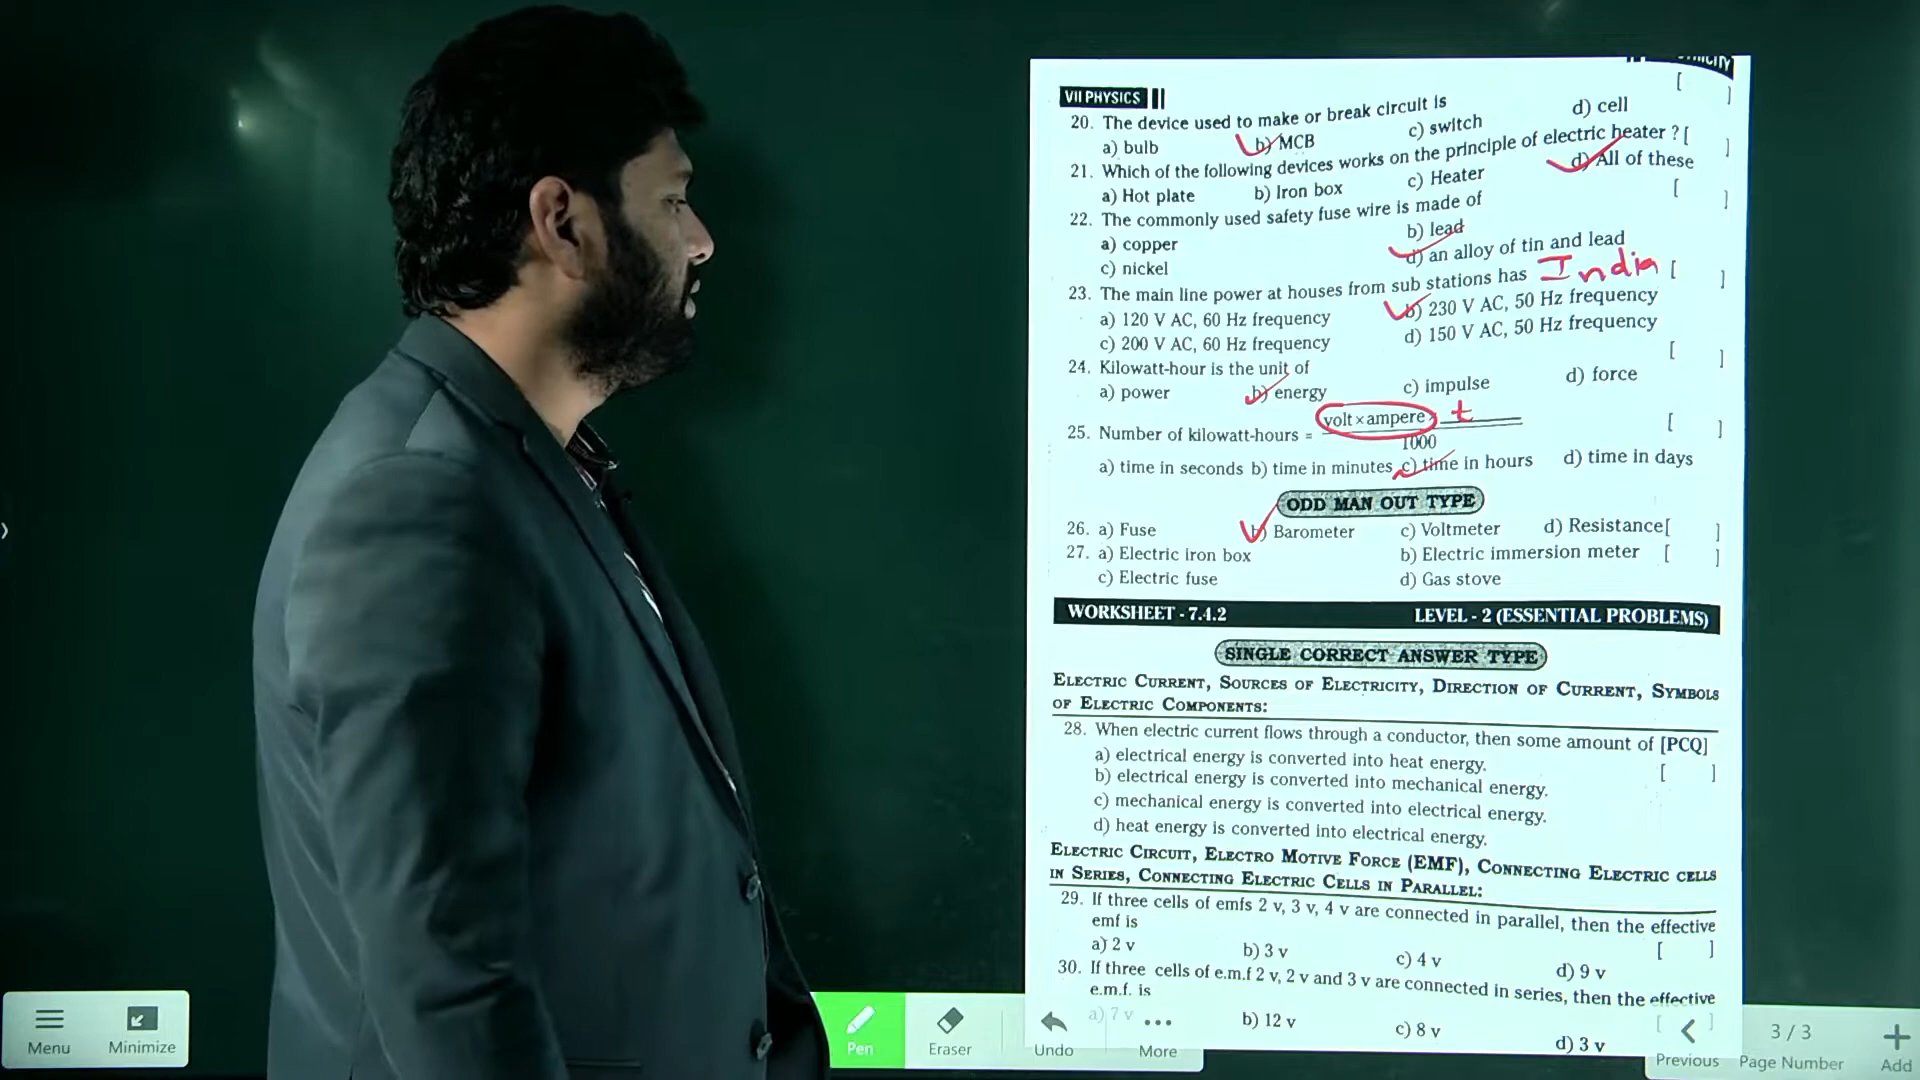 VII PHYSICS
20. The device used to make or break circuit is [ ]
a) bulb b) MCB c) switch d) cell
21. Which of the following devices works on the principle of electric heater ? [ ]
a) Hot plate b) Iron box c) Heater d) All of these
22. The commonly used safety fuse wire is made of [ ]
a) copper b) lead
c) nickel d) an alloy of tin and lead
23. The main line power at houses from sub stations has India [ ]
a) 120 V AC, 60 Hz frequency b) 230 V AC, 50 Hz frequency
c) 200 V AC, 60 Hz frequency d) 150 V AC, 50 Hz frequency
24. Kilowatt-hour is the unit of [ ]
a) power b) energy c) impulse d) force
volt × ampere × t
25. Number of kilowatt-hours = [ ]
1000
a) time in seconds b) time in minutes c) time in hours d) time in days
ODD MAN OUT TYPE
26. a) Fuse b) Barometer c) Voltmeter d) Resistance [ ]
27. a) Electric iron box b) Electric immersion meter [ ]
c) Electric fuse d) Gas stove
WORKSHEET - 7.4.2 LEVEL - 2 (ESSENTIAL PROBLEMS)
SINGLE CORRECT ANSWER TYPE
ELECTRIC CURRENT, SOURCES OF ELECTRICITY, DIRECTION OF CURRENT, SYMBOLS
OF ELECTRIC COMPONENTS:
28. When electric current flows through a conductor, then some amount of [PCQ]
a) electrical energy is converted into heat energy. [ ]
b) electrical energy is converted into mechanical energy.
c) mechanical energy is converted into electrical energy.
d) heat energy is converted into electrical energy.
ELECTRIC CIRCUIT, ELECTRO MOTIVE FORCE (EMF), CONNECTING ELECTRIC CELLS
IN SERIES, CONNECTING ELECTRIC CELLS IN PARALLEL:
29. If three cells of emfs 2 v, 3 v, 4 v are connected in parallel, then the effective
emf is [ ]
a) 2 v b) 3 v c) 4 v d) 9 v
30. If three cells of e.m.f 2 v, 2 v and 3 v are connected in series, then the effective
e.m.f. is [ ]
a) 7 v b) 12 v c) 8 v d) 3 v
Menu Minimize Pen Eraser Undo More Previous 3 / 3 Page Number Add